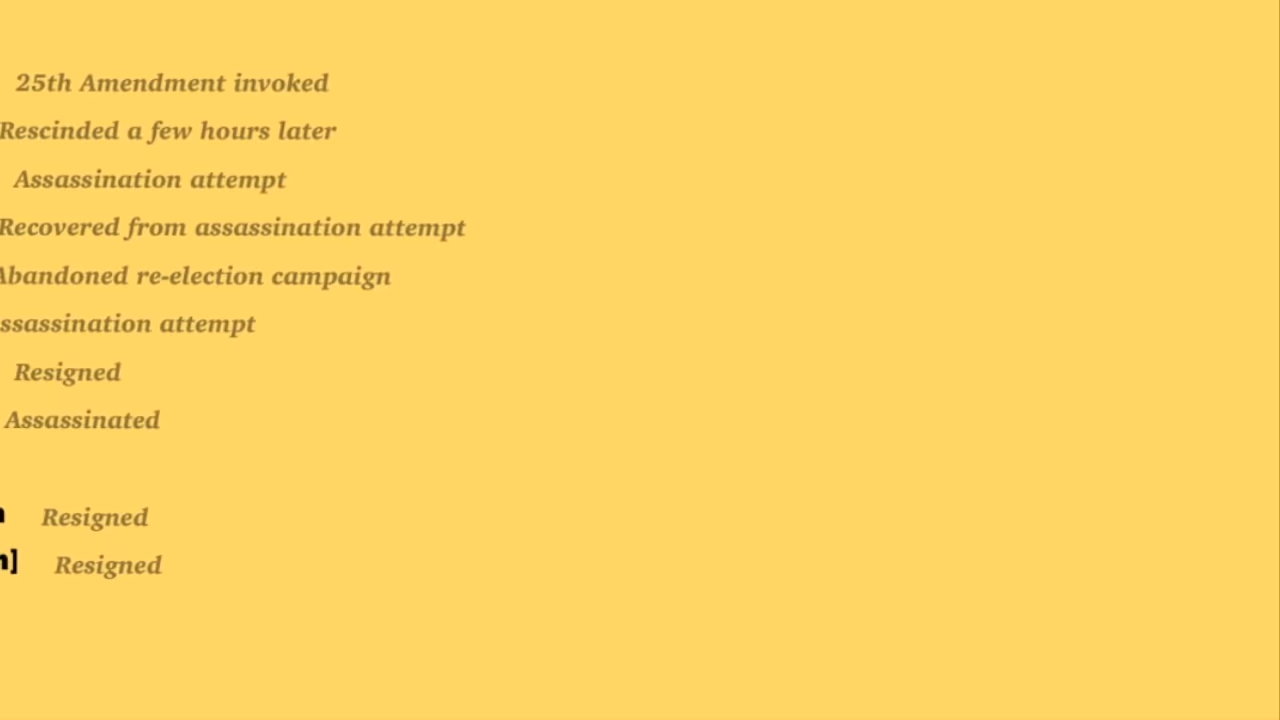 25th Amendment invoked
Rescinded a few hours later
Assassination attempt
Recovered from assassination attempt
Abandoned re-election campaign
ssassination attempt
Resigned
Assassinated
Resigned
n] Resigned